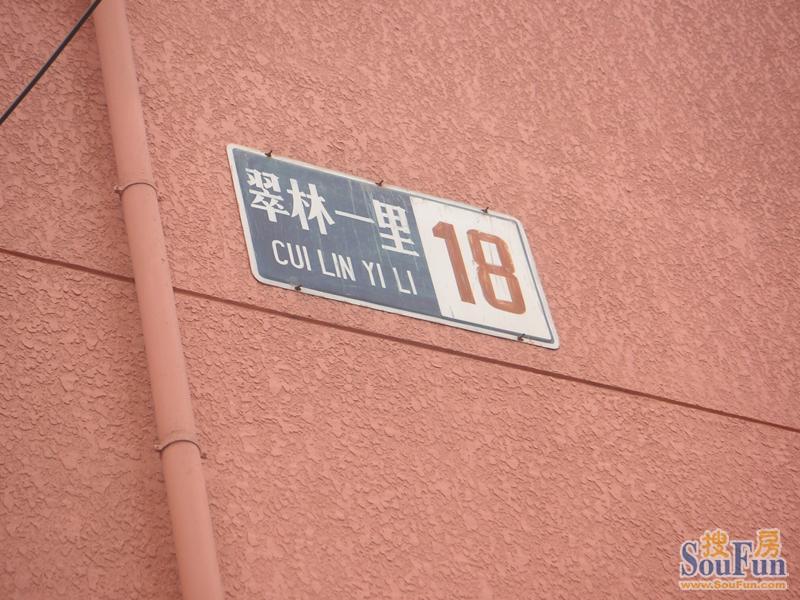 翠林一里
CUI LIN YI LI
18
搜房
SouFun
www.SouFun.com